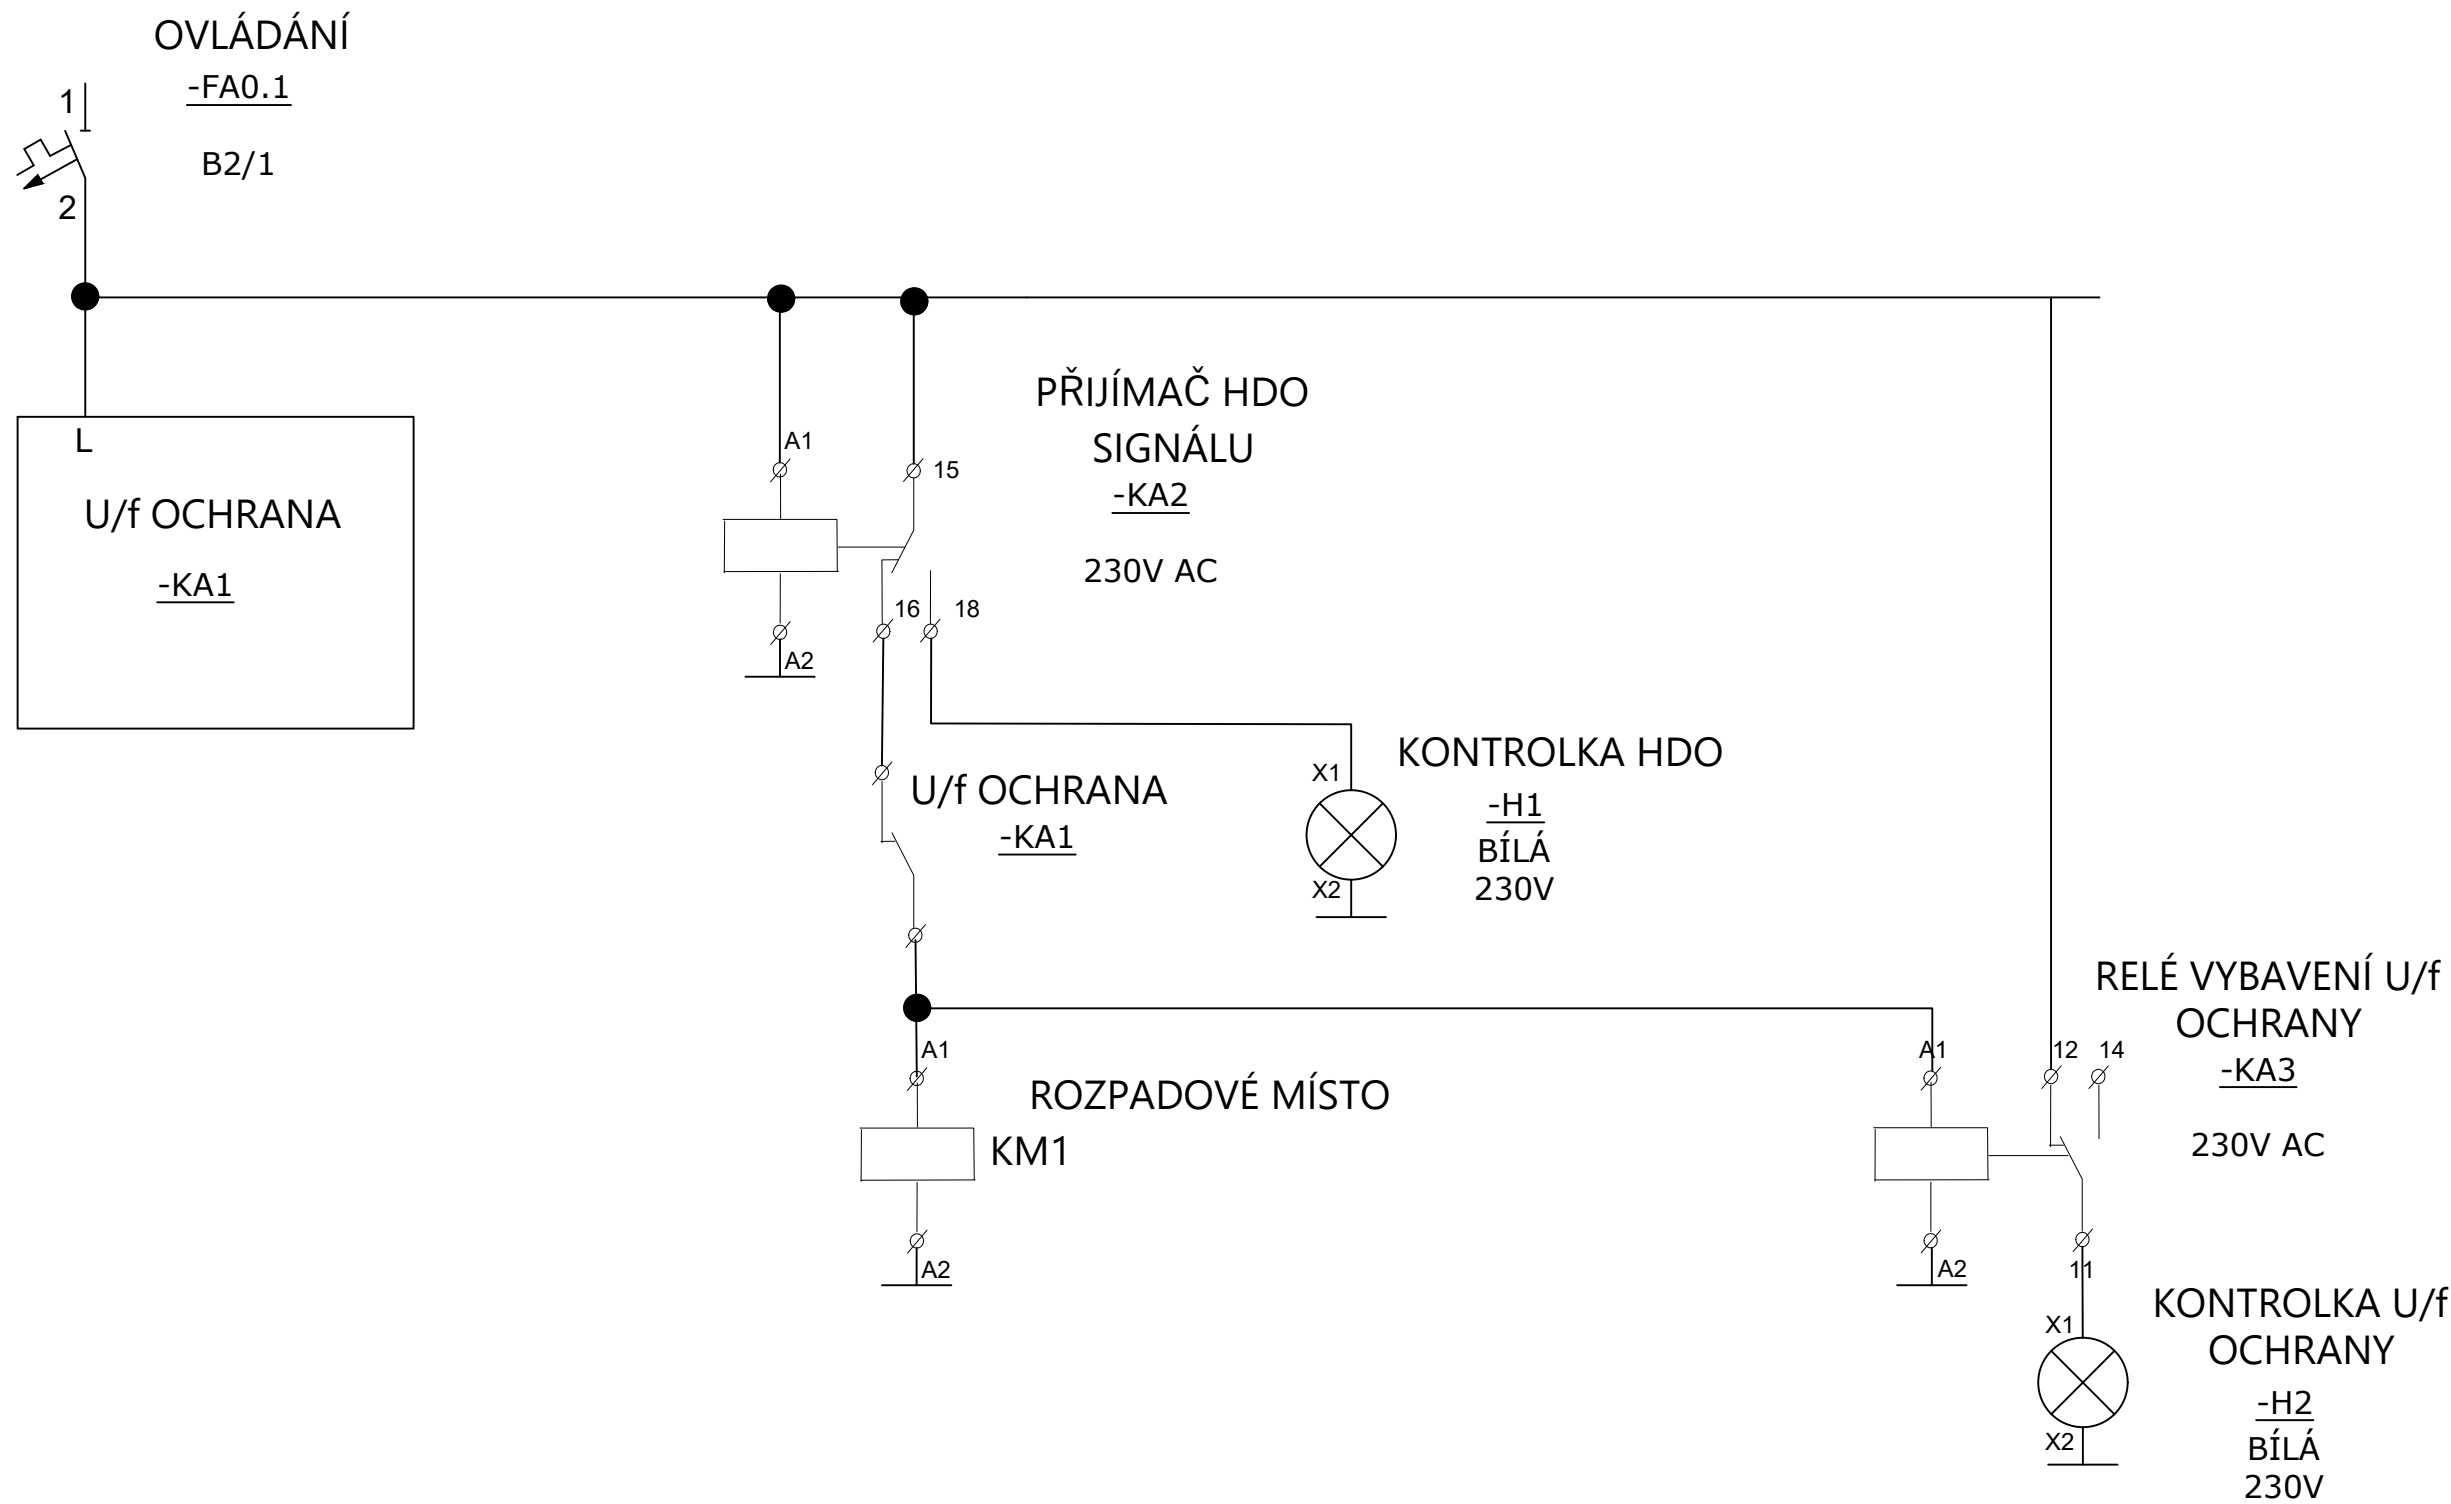 OVLÁDÁNÍ
-FA0.1
1
B2/1
2
L
U/f OCHRANA
-KA1
PŘIJÍMAČ HDO
SIGNÁLU
-KA2
230V AC
A1
15
16
18
A2
KONTROLKA HDO
X1
-H1
BÍLÁ
X2
230V
U/f OCHRANA
-KA1
RELÉ VYBAVENÍ U/f
OCHRANY
-KA3
230V AC
A1
12
14
A2
11
A1
ROZPADOVÉ MÍSTO
KM1
A2
KONTROLKA U/f
OCHRANY
X1
-H2
BÍLÁ
X2
230V